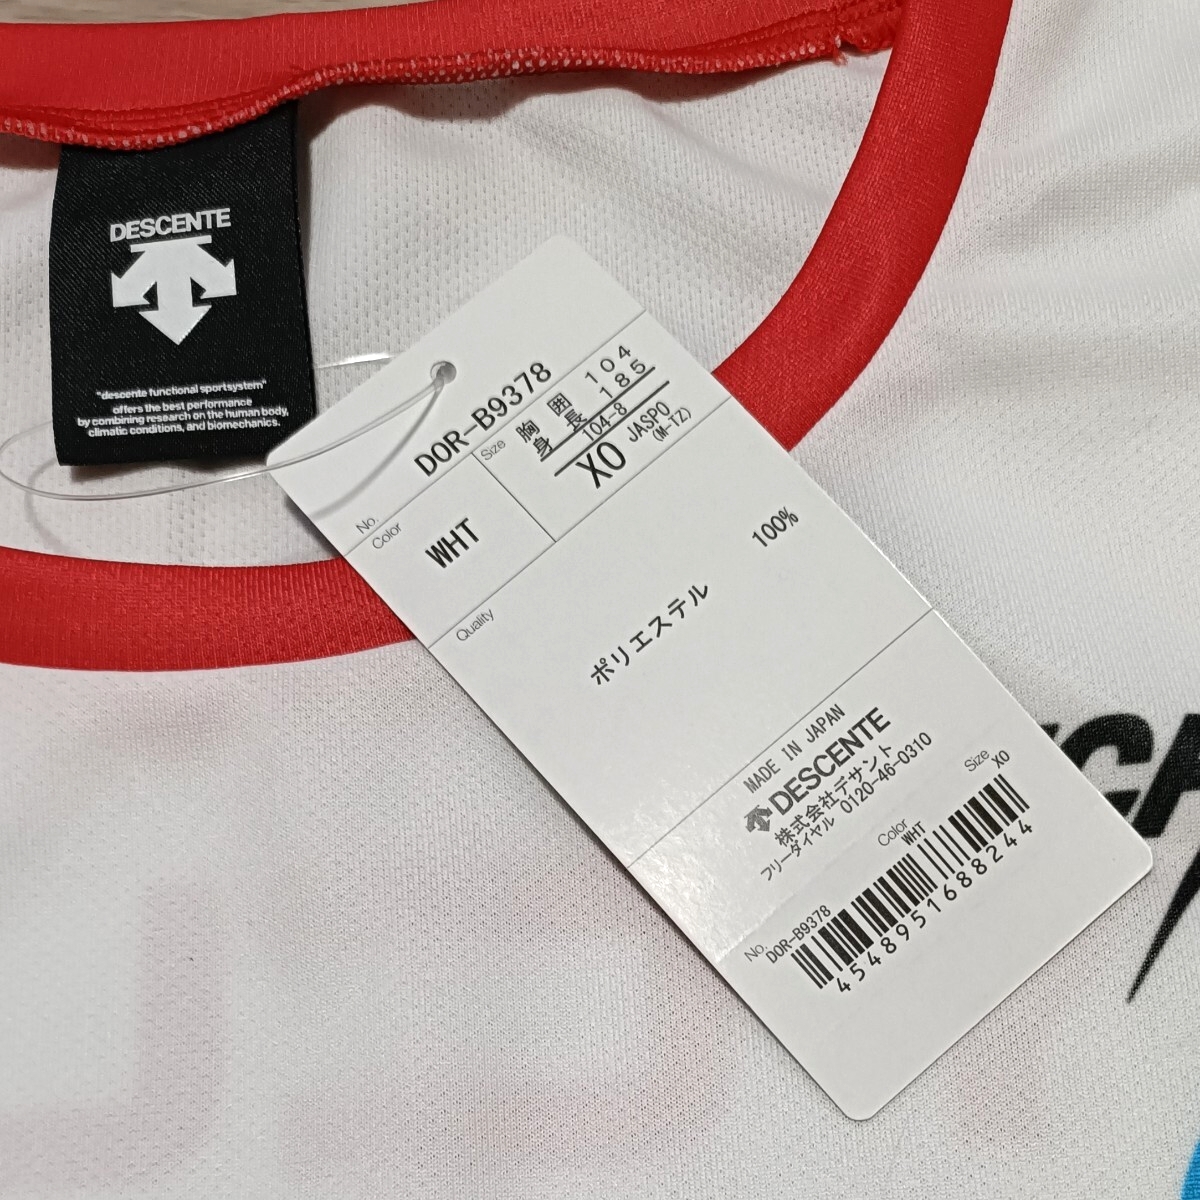 DESCENTE
"descente functional sportsystem"
offers the best performance
by combining research on the human body,
climatic conditions, and biomechanics.
No. DOR-B9378
Color WHT
Size 胸囲 104
身長 185
104-8
XO JASPO
(M-TZ)
Quality
ポリエステル 100%
MADE IN JAPAN
DESCENTE
株式会社デサント
フリーダイヤル 0120-46-0310
No. DOR-B9378 Color WHT Size XO
4548951688244